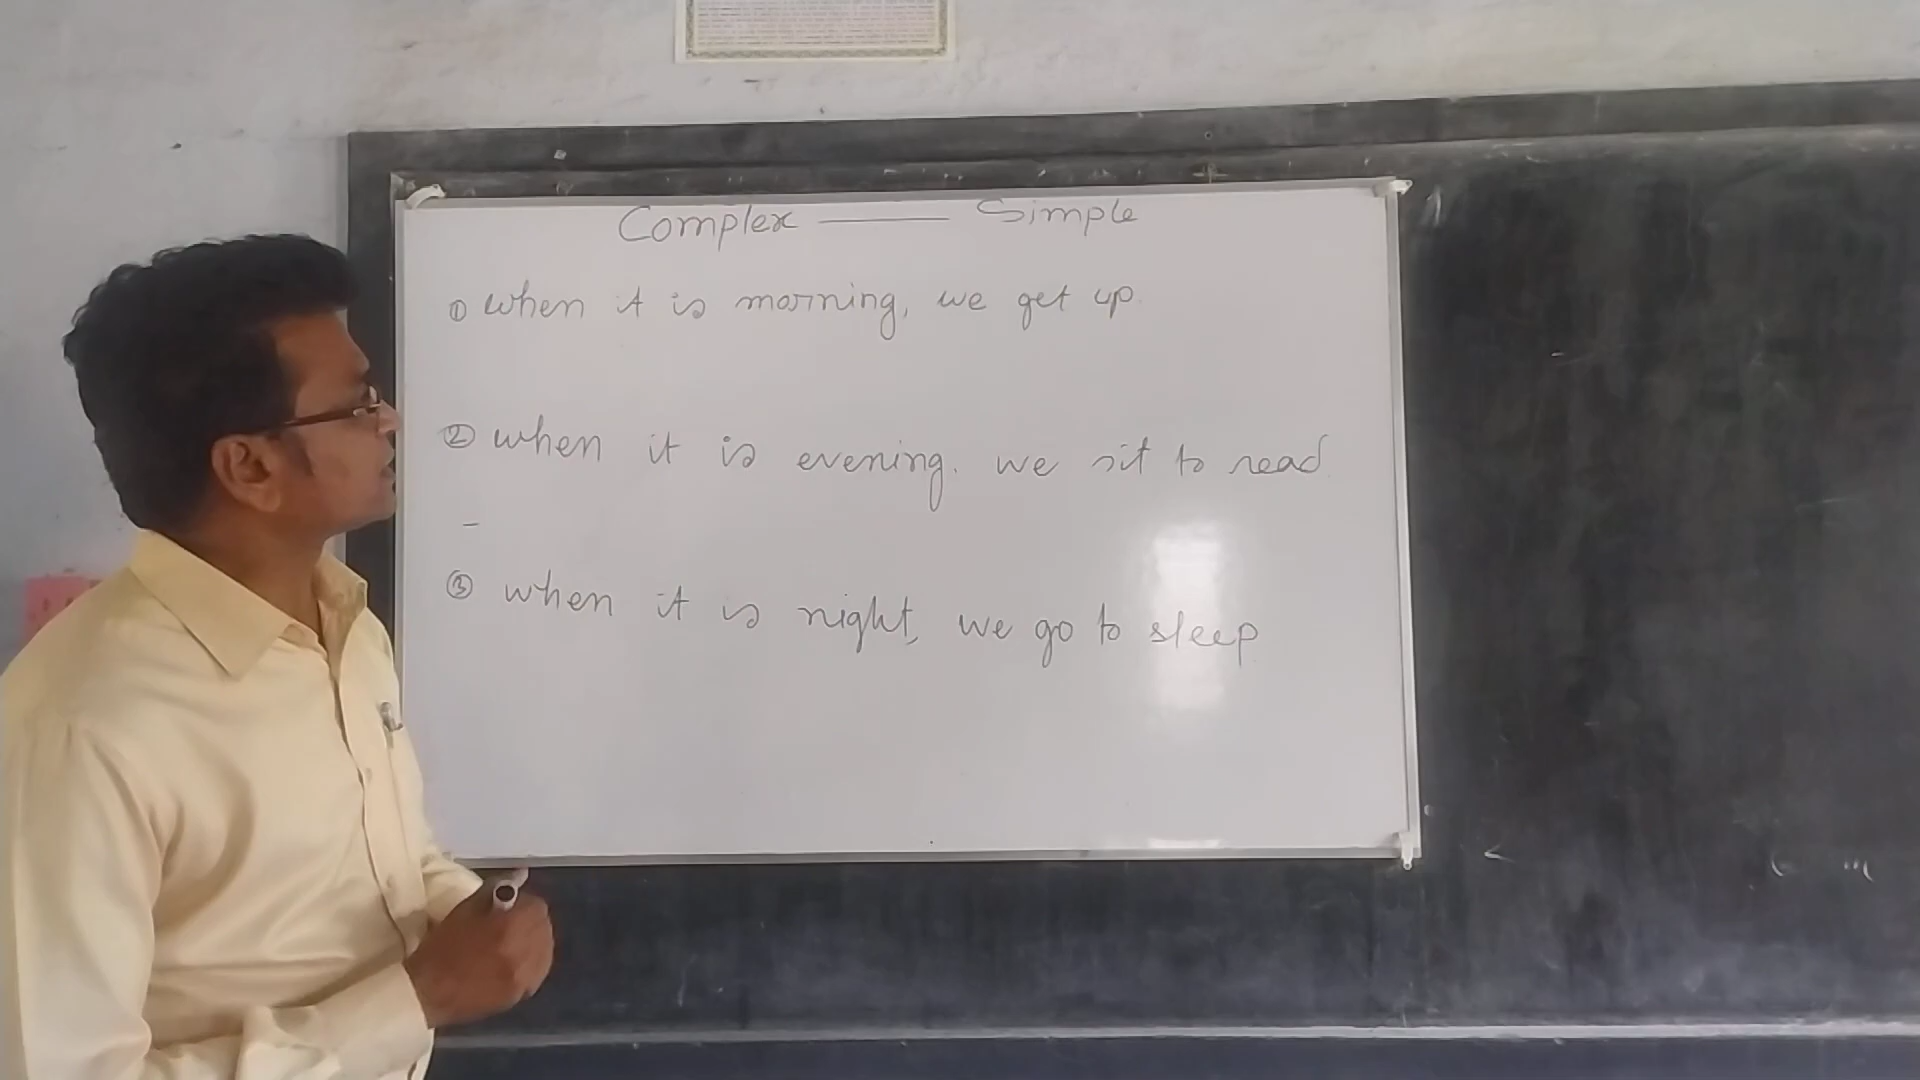 Complex —— Simple
① when it is morning, we get up.
② when it is evening. we sit to read.
③ when it is night, we go to sleep